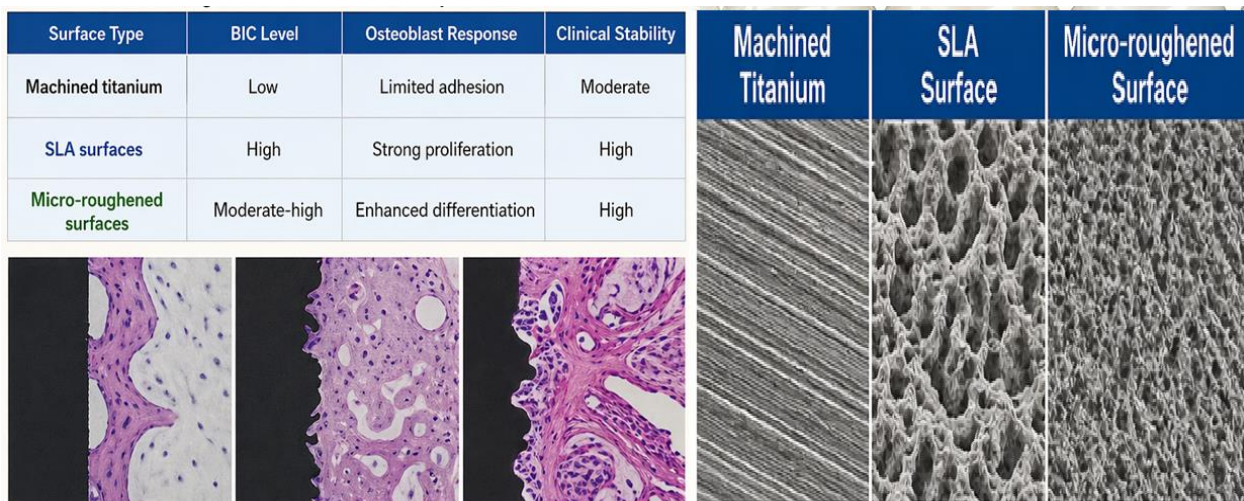 Surface Type BIC Level Osteoblast Response Clinical Stability
Machined titanium Low Limited adhesion Moderate
SLA surfaces High Strong proliferation High
Micro-roughened
surfaces Moderate-high Enhanced differentiation High
Machined
Titanium
SLA
Surface
Micro-roughened
Surface